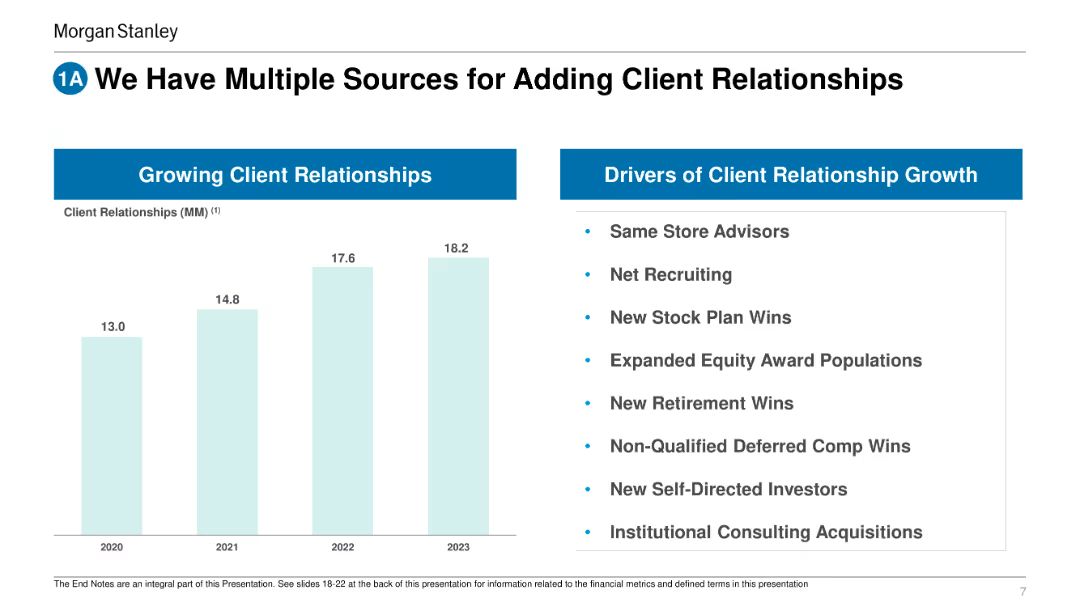 Morgan Stanley
1A We Have Multiple Sources for Adding Client Relationships
Growing Client Relationships
Client Relationships (MM) (1)
13.0
14.8
17.6
18.2
2020
2021
2022
2023
Drivers of Client Relationship Growth
• Same Store Advisors
• Net Recruiting
• New Stock Plan Wins
• Expanded Equity Award Populations
• New Retirement Wins
• Non-Qualified Deferred Comp Wins
• New Self-Directed Investors
• Institutional Consulting Acquisitions
The End Notes are an integral part of this Presentation. See slides 18-22 at the back of this presentation for information related to the financial metrics and defined terms in this presentation
7